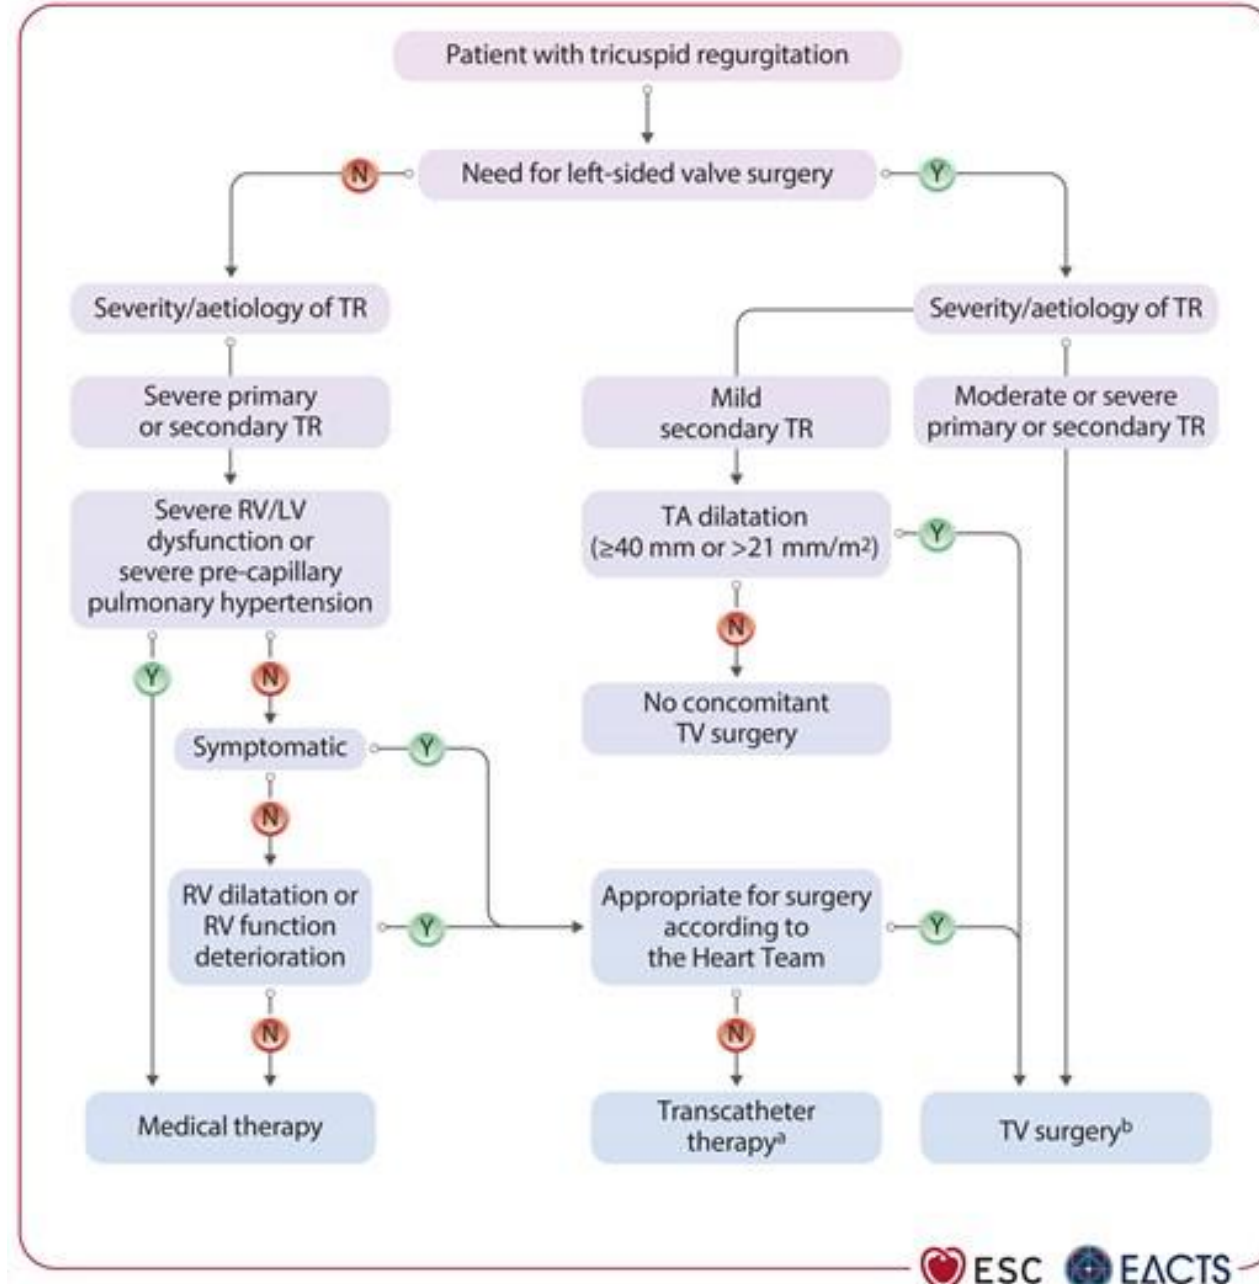 Patient with tricuspid regurgitation
N
Need for left-sided valve surgery
Y
Severity/aetiology of TR
Severity/aetiology of TR
Severe primary
or secondary TR
Mild
secondary TR
Moderate or severe
primary or secondary TR
Severe RV/LV
dysfunction or
severe pre-capillary
pulmonary hypertension
TA dilatation
(≥40 mm or >21 mm/m²)
Y
N
Y
N
No concomitant
TV surgery
Symptomatic
Y
N
RV dilatation or
RV function
deterioration
Y
Appropriate for surgery
according to
the Heart Team
Y
N
N
Medical therapy
Transcatheter
therapyᵃ
TV surgeryᵇ
ESC
EACTS